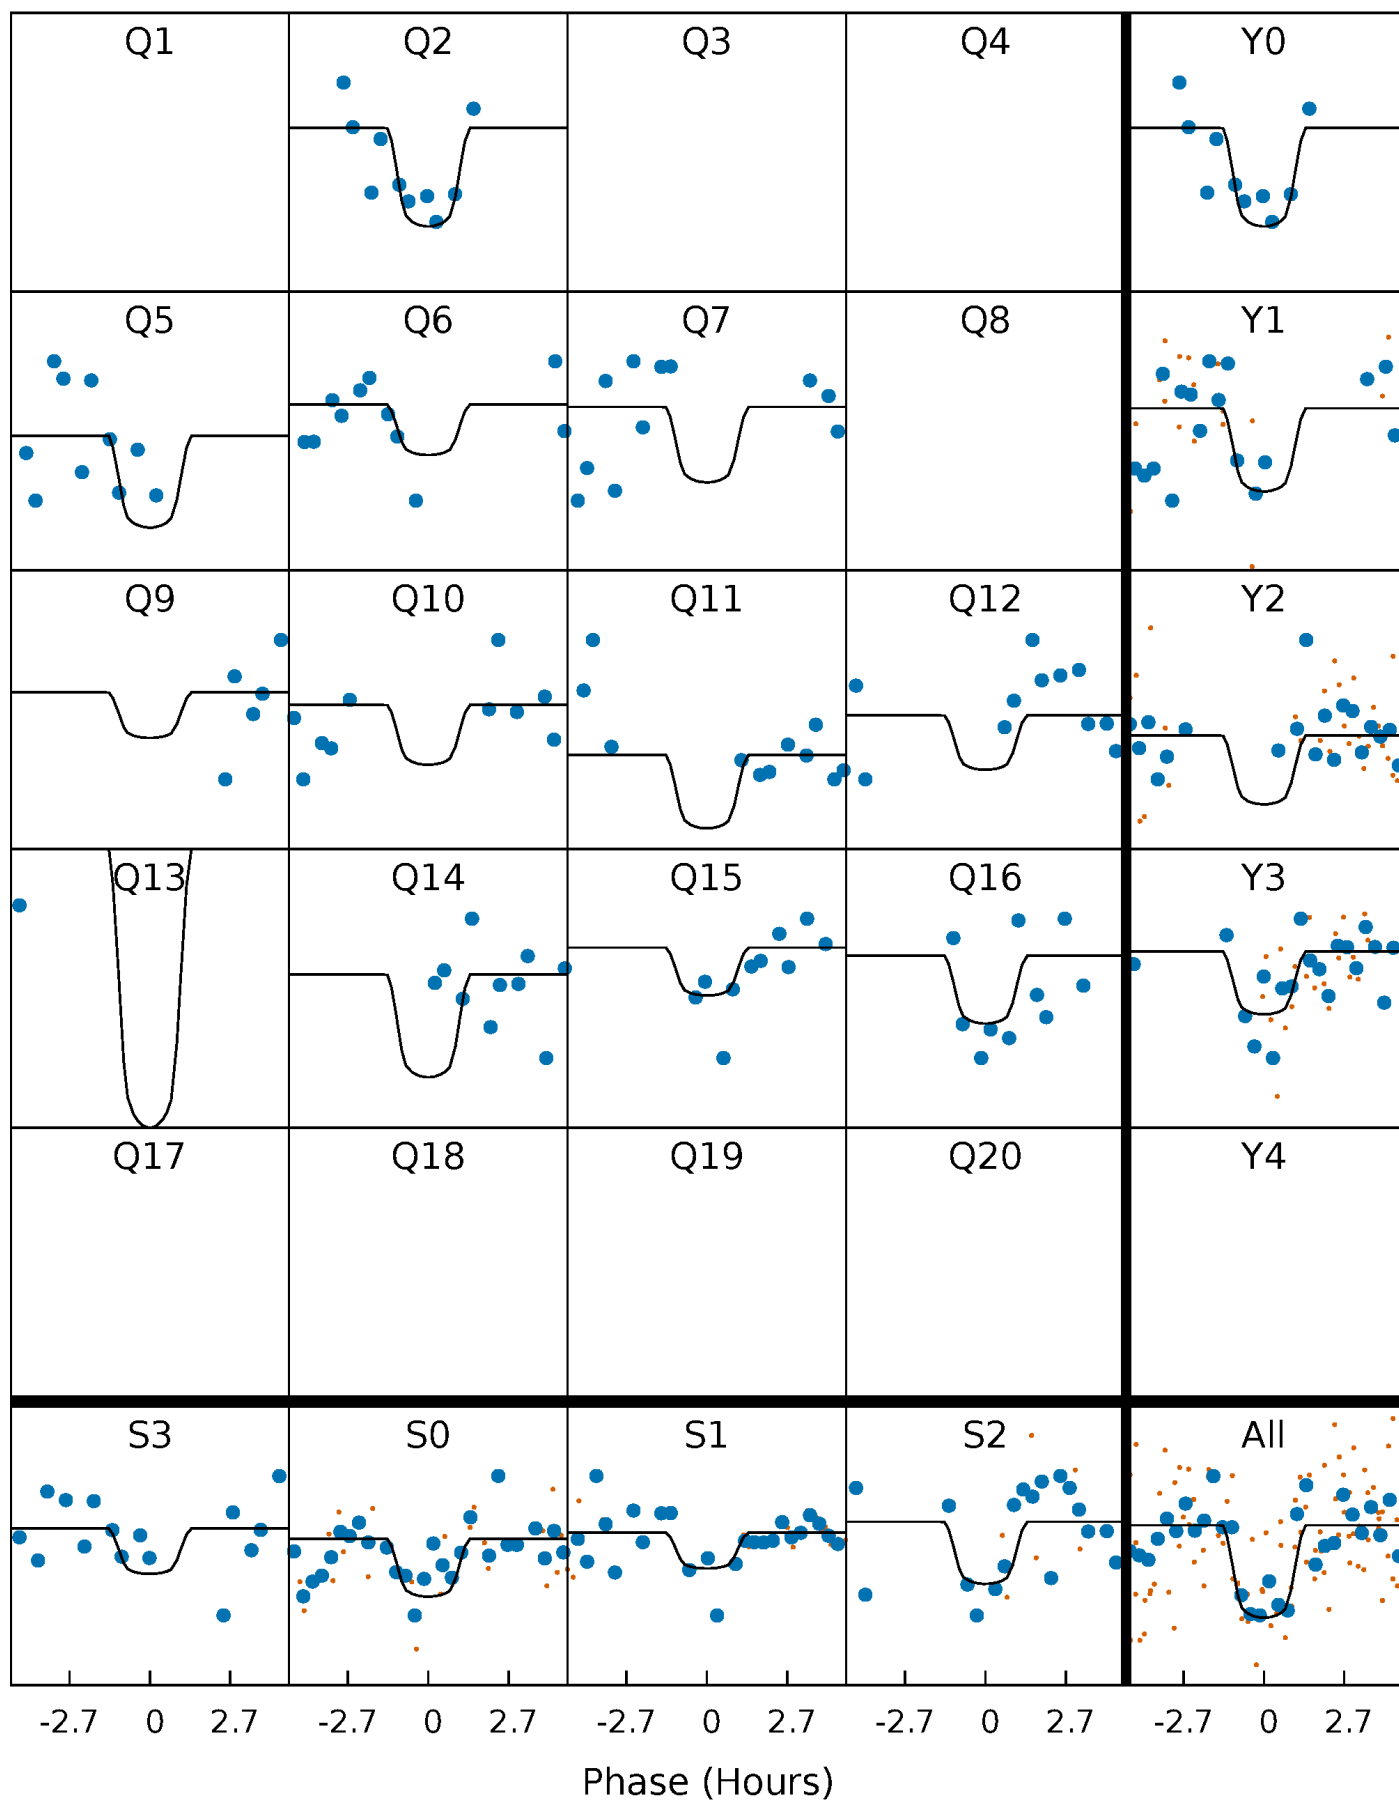 Q1 Q2 Q3 Q4 Y0
Q5 Q6 Q7 Q8 Y1
Q9 Q10 Q11 Q12 Y2
Q13 Q14 Q15 Q16 Y3
Q17 Q18 Q19 Q20 Y4
S3 S0 S1 S2 All
-2.7 0 2.7 -2.7 0 2.7 -2.7 0 2.7 -2.7 0 2.7 -2.7 0 2.7
Phase (Hours)